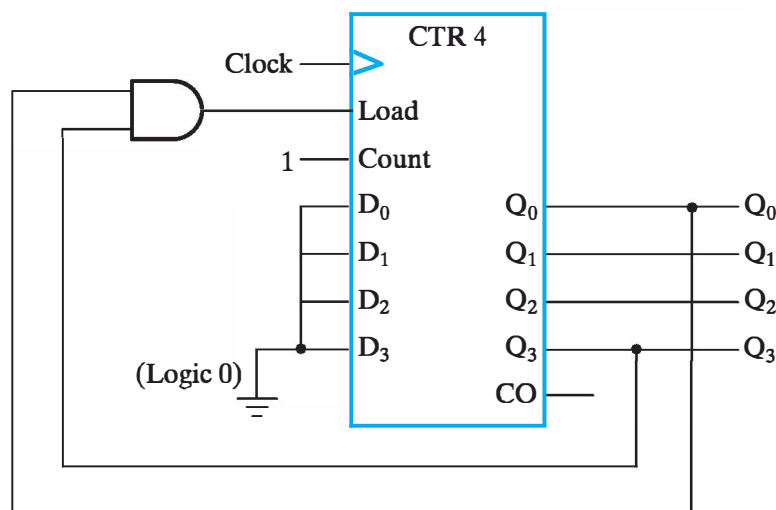 CTR 4
Clock
Load
1 Count
D₀ Q₀ Q₀
D₁ Q₁ Q₁
D₂ Q₂ Q₂
D₃ Q₃ Q₃
(Logic 0)
CO